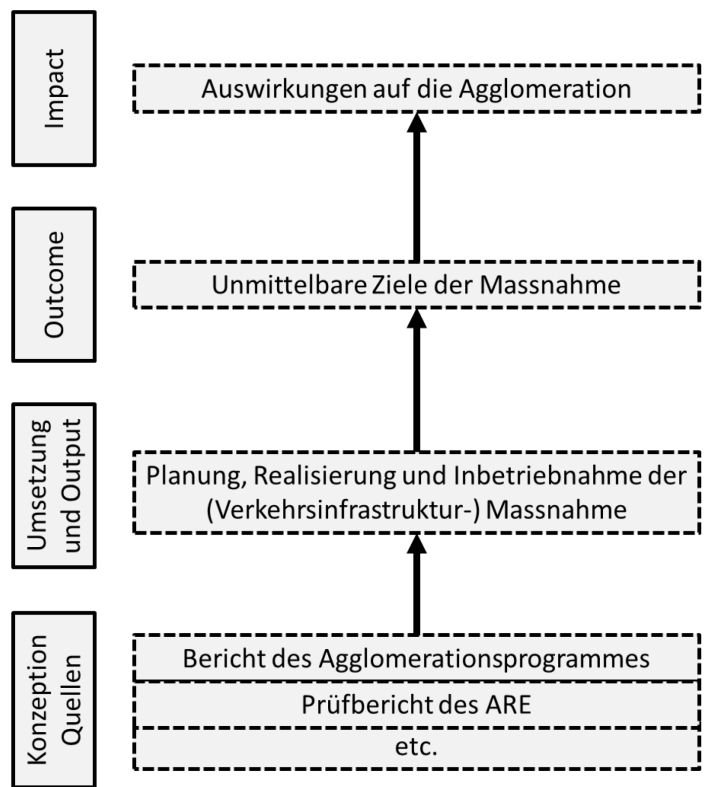 Impact
Auswirkungen auf die Agglomeration
Outcome
Unmittelbare Ziele der Massnahme
Umsetzung
und Output
Planung, Realisierung und Inbetriebnahme der
(Verkehrsinfrastruktur-) Massnahme
Konzeption
Quellen
Bericht des Agglomerationsprogrammes
Prüfbericht des ARE
etc.